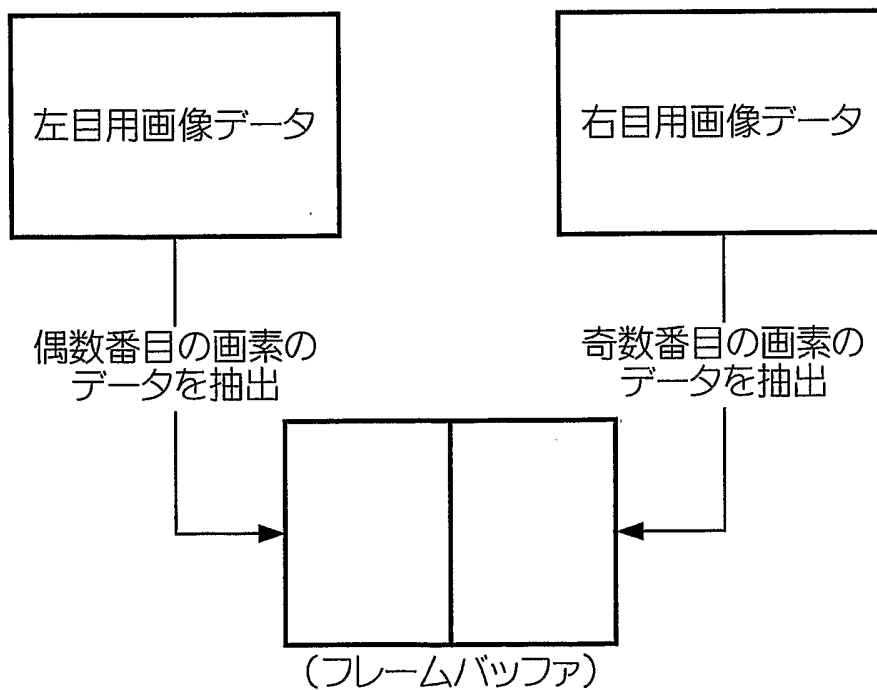 左目用画像データ
右目用画像データ
偶数番目の画素の
データを抽出
奇数番目の画素の
データを抽出
(フレームバッファ)